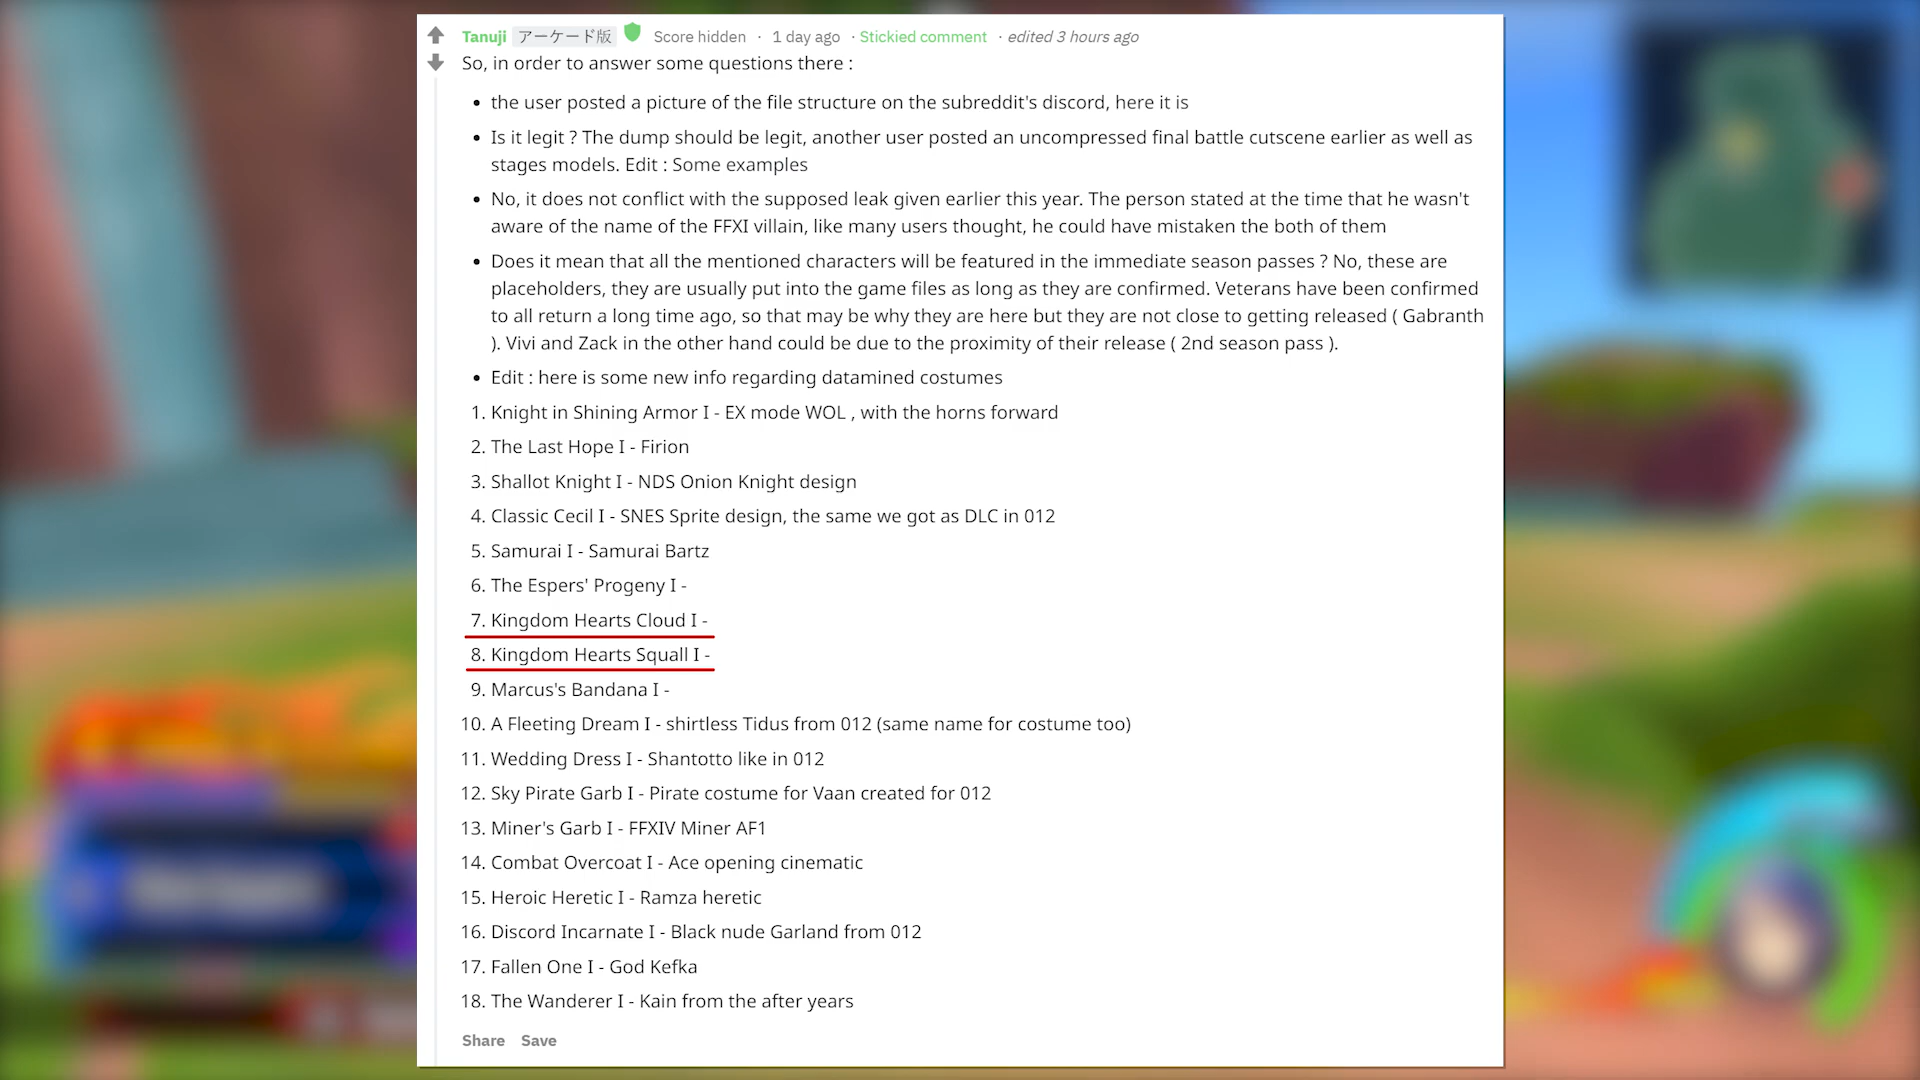 Tanuji アーケード版 Score hidden · 1 day ago · Stickied comment · edited 3 hours ago
So, in order to answer some questions there :
• the user posted a picture of the file structure on the subreddit's discord, here it is
• Is it legit ? The dump should be legit, another user posted an uncompressed final battle cutscene earlier as well as
stages models. Edit : Some examples
• No, it does not conflict with the supposed leak given earlier this year. The person stated at the time that he wasn't
aware of the name of the FFXI villain, like many users thought, he could have mistaken the both of them
• Does it mean that all the mentioned characters will be featured in the immediate season passes ? No, these are
placeholders, they are usually put into the game files as long as they are confirmed. Veterans have been confirmed
to all return a long time ago, so that may be why they are here but they are not close to getting released ( Gabranth
). Vivi and Zack in the other hand could be due to the proximity of their release ( 2nd season pass ).
• Edit : here is some new info regarding datamined costumes
1. Knight in Shining Armor I - EX mode WOL , with the horns forward
2. The Last Hope I - Firion
3. Shallot Knight I - NDS Onion Knight design
4. Classic Cecil I - SNES Sprite design, the same we got as DLC in 012
5. Samurai I - Samurai Bartz
6. The Espers' Progeny I -
7. Kingdom Hearts Cloud I -
8. Kingdom Hearts Squall I -
9. Marcus's Bandana I -
10. A Fleeting Dream I - shirtless Tidus from 012 (same name for costume too)
11. Wedding Dress I - Shantotto like in 012
12. Sky Pirate Garb I - Pirate costume for Vaan created for 012
13. Miner's Garb I - FFXIV Miner AF1
14. Combat Overcoat I - Ace opening cinematic
15. Heroic Heretic I - Ramza heretic
16. Discord Incarnate I - Black nude Garland from 012
17. Fallen One I - God Kefka
18. The Wanderer I - Kain from the after years
Share Save